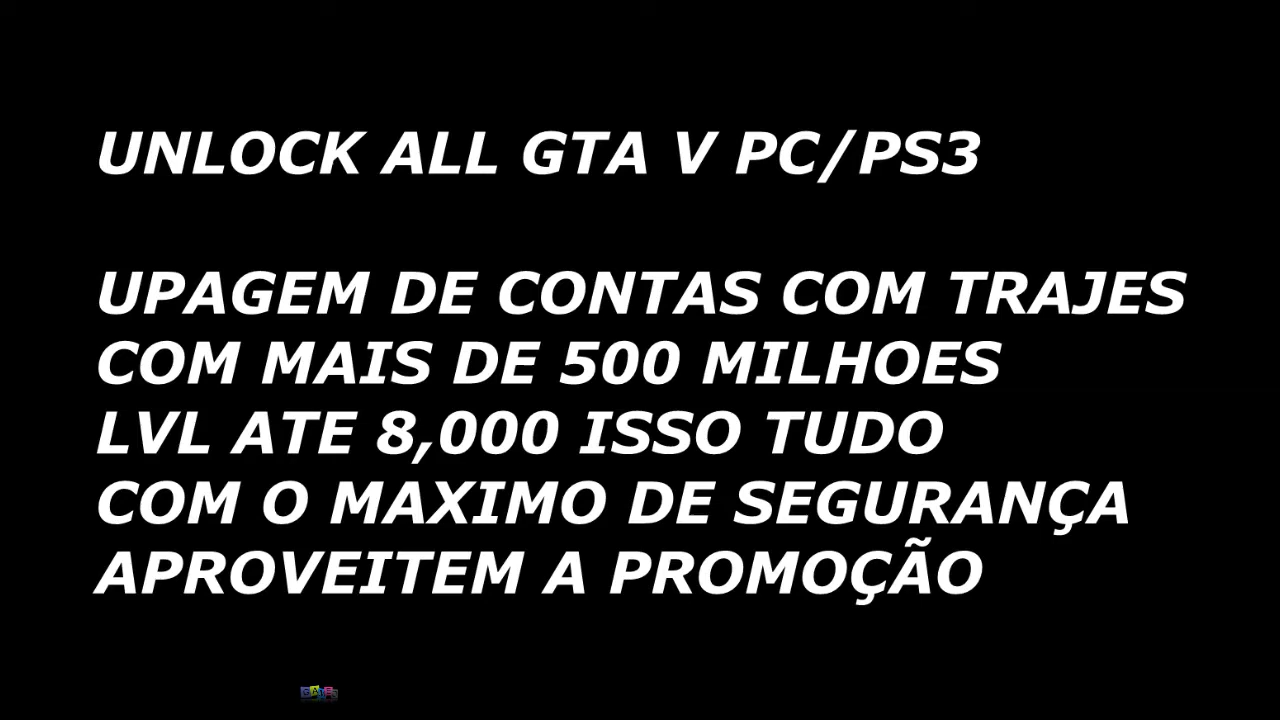 UNLOCK ALL GTA V PC/PS3
UPAGEM DE CONTAS COM TRAJES
COM MAIS DE 500 MILHOES
LVL ATE 8,000 ISSO TUDO
COM O MAXIMO DE SEGURANÇA
APROVEITEM A PROMOÇÃO